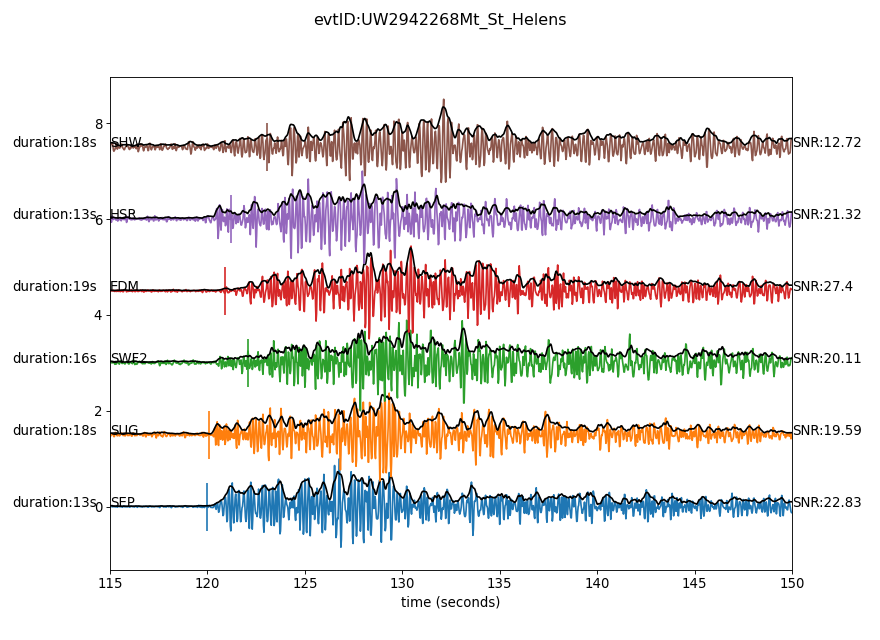 evtID:UW2942268Mt_St_Helens
8
duration:18s SHW SNR:12.72
duration:13s HSR SNR:21.32
6
duration:19s EDM SNR:27.4
4
duration:16s SWF2 SNR:20.11
2
duration:18s SUG SNR:19.59
duration:13s SEP SNR:22.83
0
115 120 125 130 135 140 145 150
time (seconds)